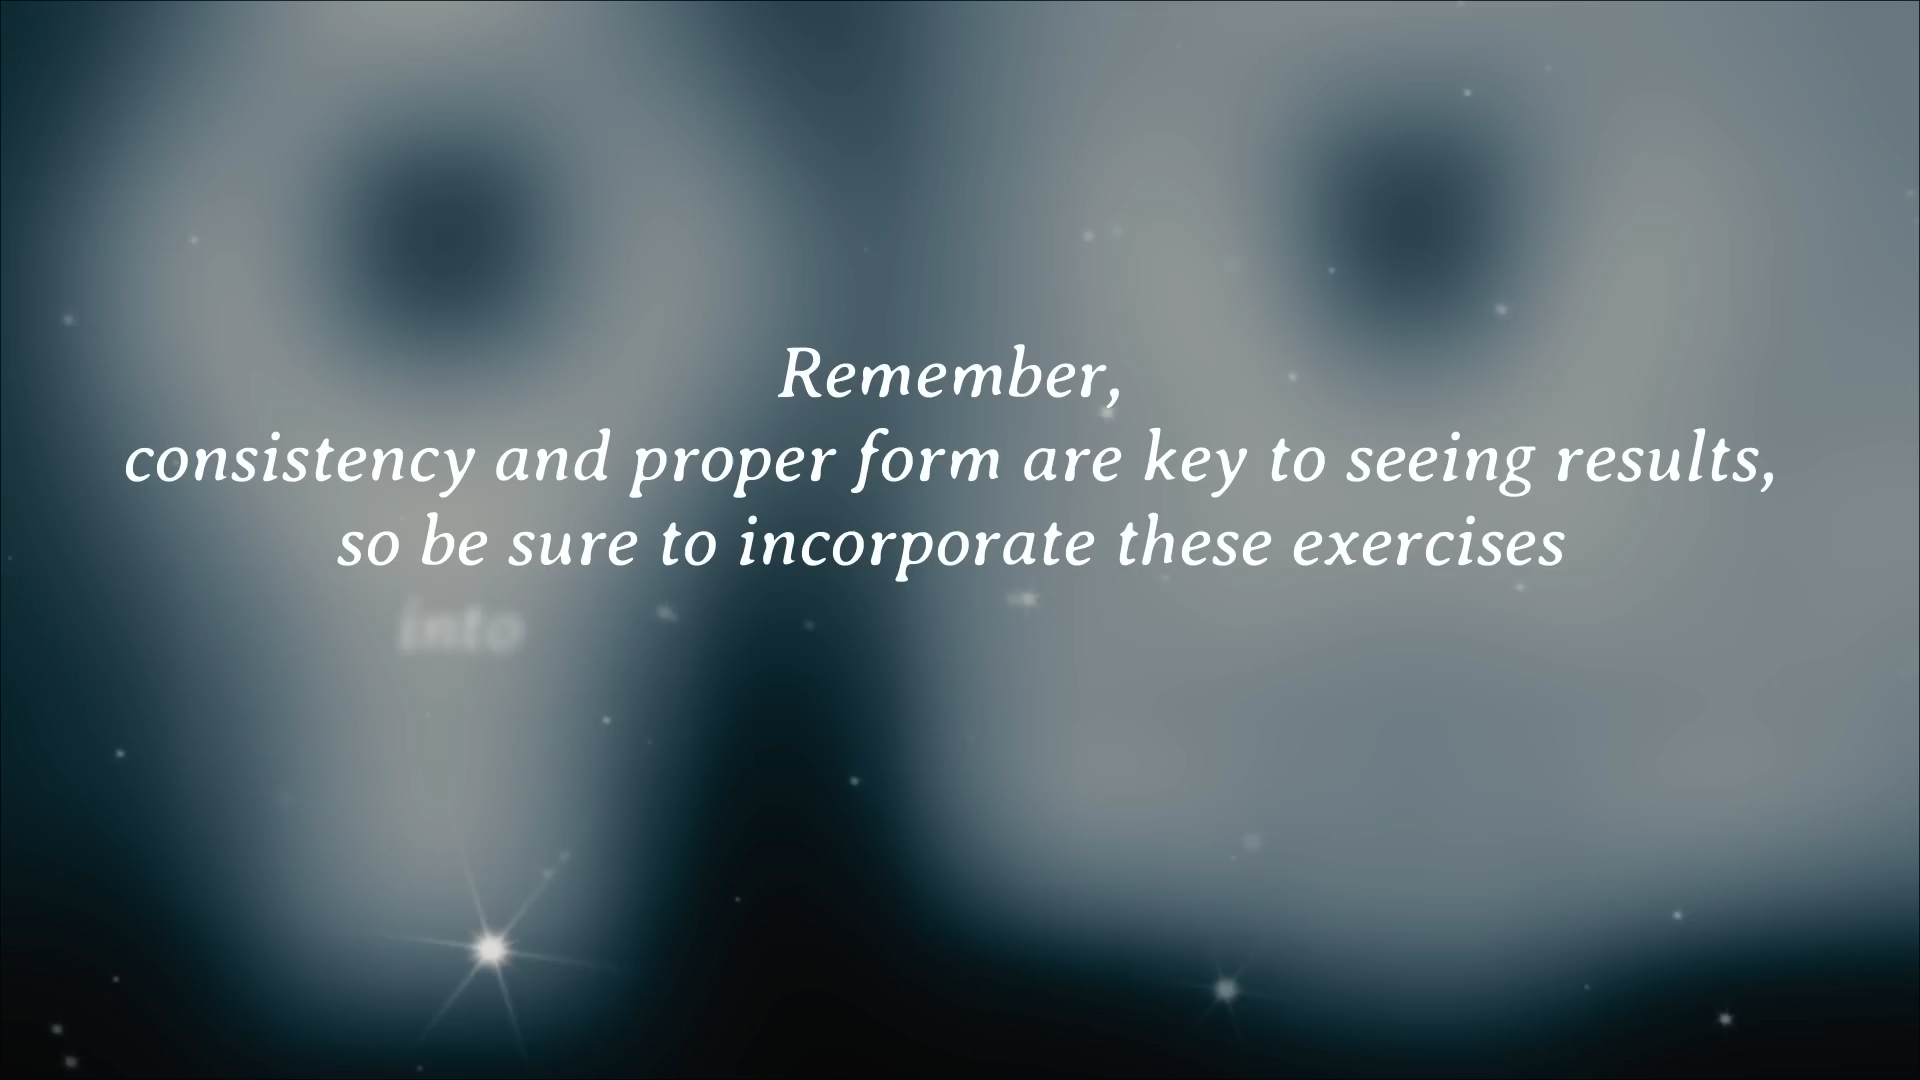 Remember,
consistency and proper form are key to seeing results,
so be sure to incorporate these exercises
into